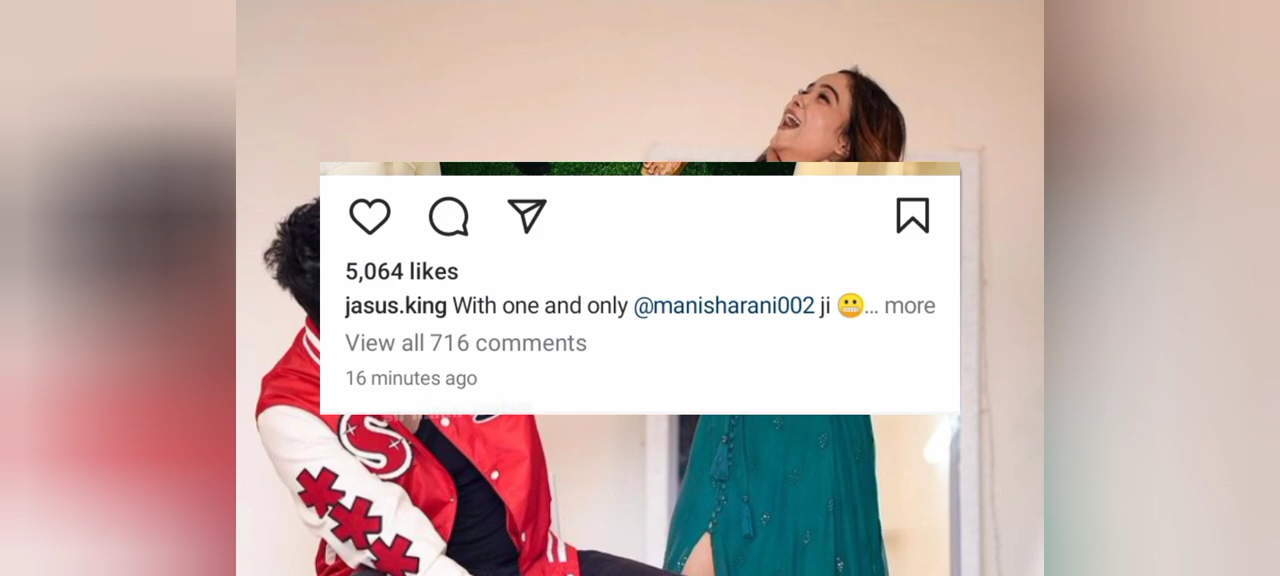 5,064 likes
jasus.king With one and only @manisharani002 ji 😬... more
View all 716 comments
16 minutes ago